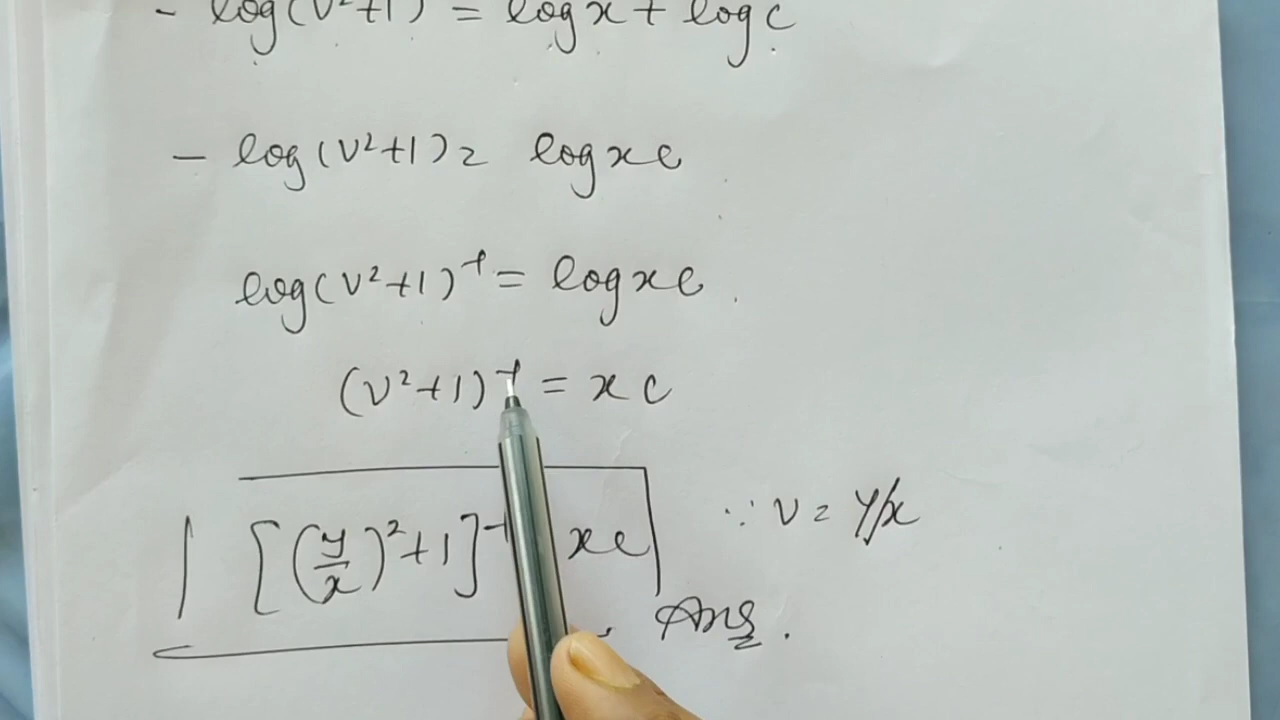 - log(v²+1) = log x + log c
- log(v²+1) = log xc
log(v²+1)⁻¹ = log xc
(v²+1)⁻¹ = xc
[(y/x)²+1]⁻¹ xc ∵ v = y/x
Ans.